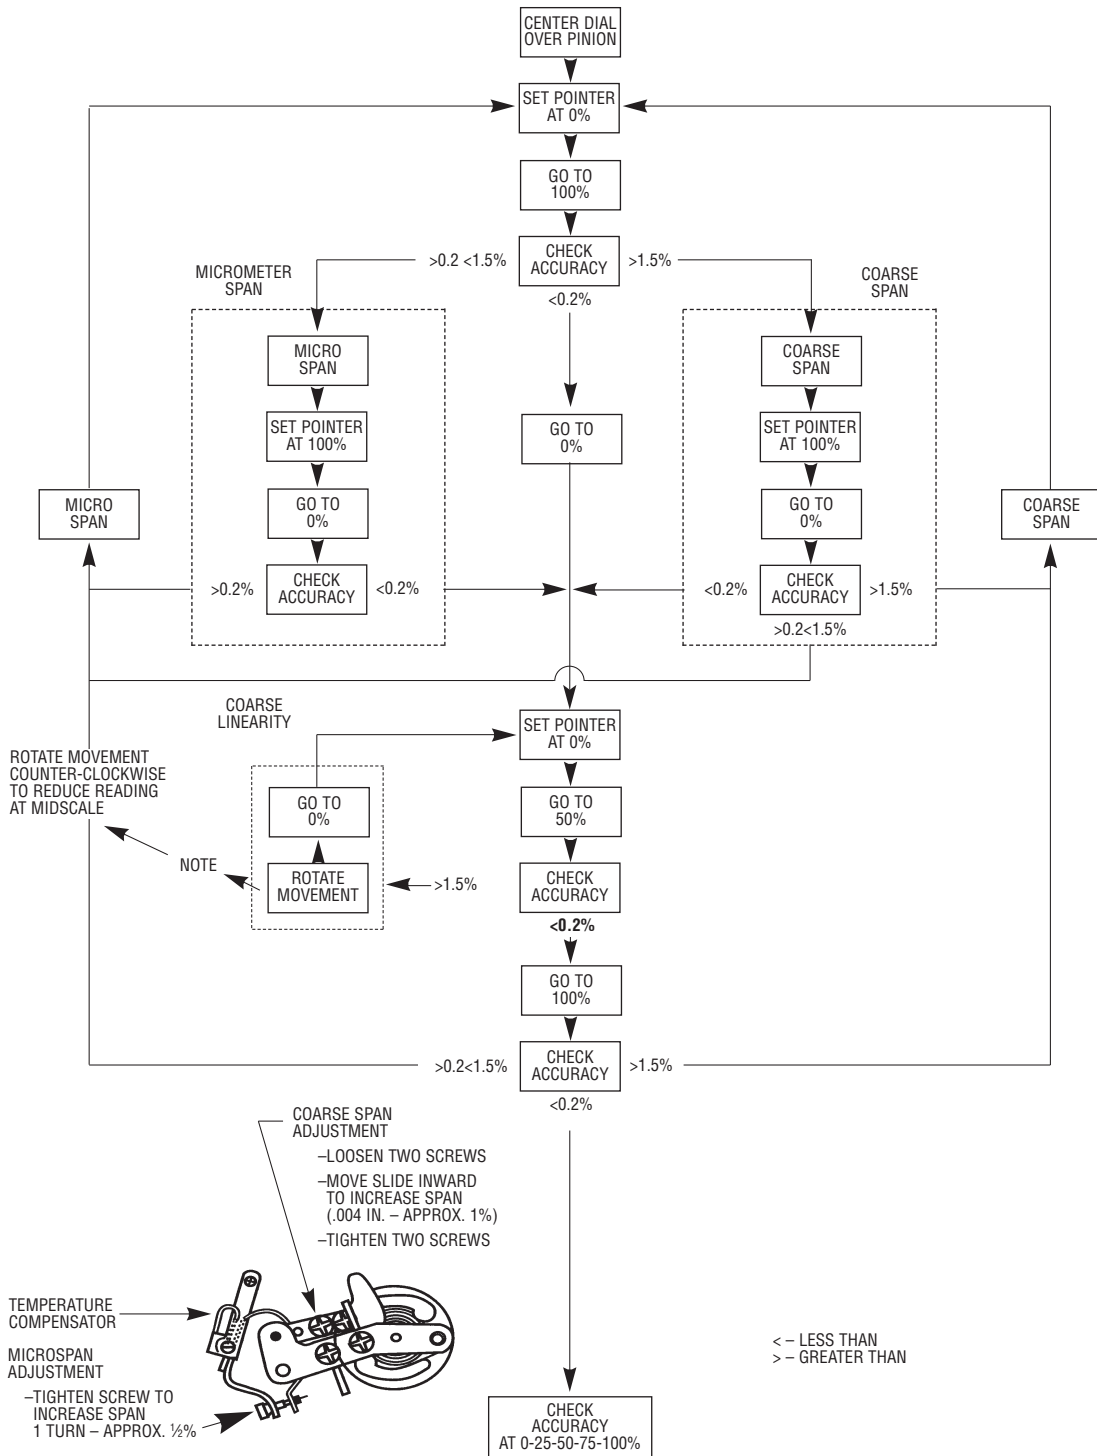 CENTER DIAL
OVER PINION
SET POINTER
AT 0%
GO TO
100%
CHECK
ACCURACY
>0.2 <1.5%
>1.5%
<0.2%
MICROMETER
SPAN
COARSE
SPAN
MICRO
SPAN
SET POINTER
AT 100%
GO TO
0%
CHECK
ACCURACY
>0.2%
<0.2%
GO TO
0%
COARSE
SPAN
SET POINTER
AT 100%
GO TO
0%
CHECK
ACCURACY
<0.2%
>1.5%
>0.2<1.5%
MICRO
SPAN
COARSE
SPAN
COARSE
LINEARITY
SET POINTER
AT 0%
ROTATE MOVEMENT
COUNTER-CLOCKWISE
TO REDUCE READING
AT MIDSCALE
NOTE
GO TO
0%
ROTATE
MOVEMENT
>1.5%
GO TO
50%
CHECK
ACCURACY
<0.2%
GO TO
100%
>0.2<1.5%
CHECK
ACCURACY
>1.5%
<0.2%
COARSE SPAN
ADJUSTMENT
–LOOSEN TWO SCREWS
–MOVE SLIDE INWARD
TO INCREASE SPAN
(.004 IN. – APPROX. 1%)
–TIGHTEN TWO SCREWS
TEMPERATURE
COMPENSATOR
MICROSPAN
ADJUSTMENT
–TIGHTEN SCREW TO
INCREASE SPAN
1 TURN – APPROX. ½%
< – LESS THAN
> – GREATER THAN
CHECK
ACCURACY
AT 0-25-50-75-100%